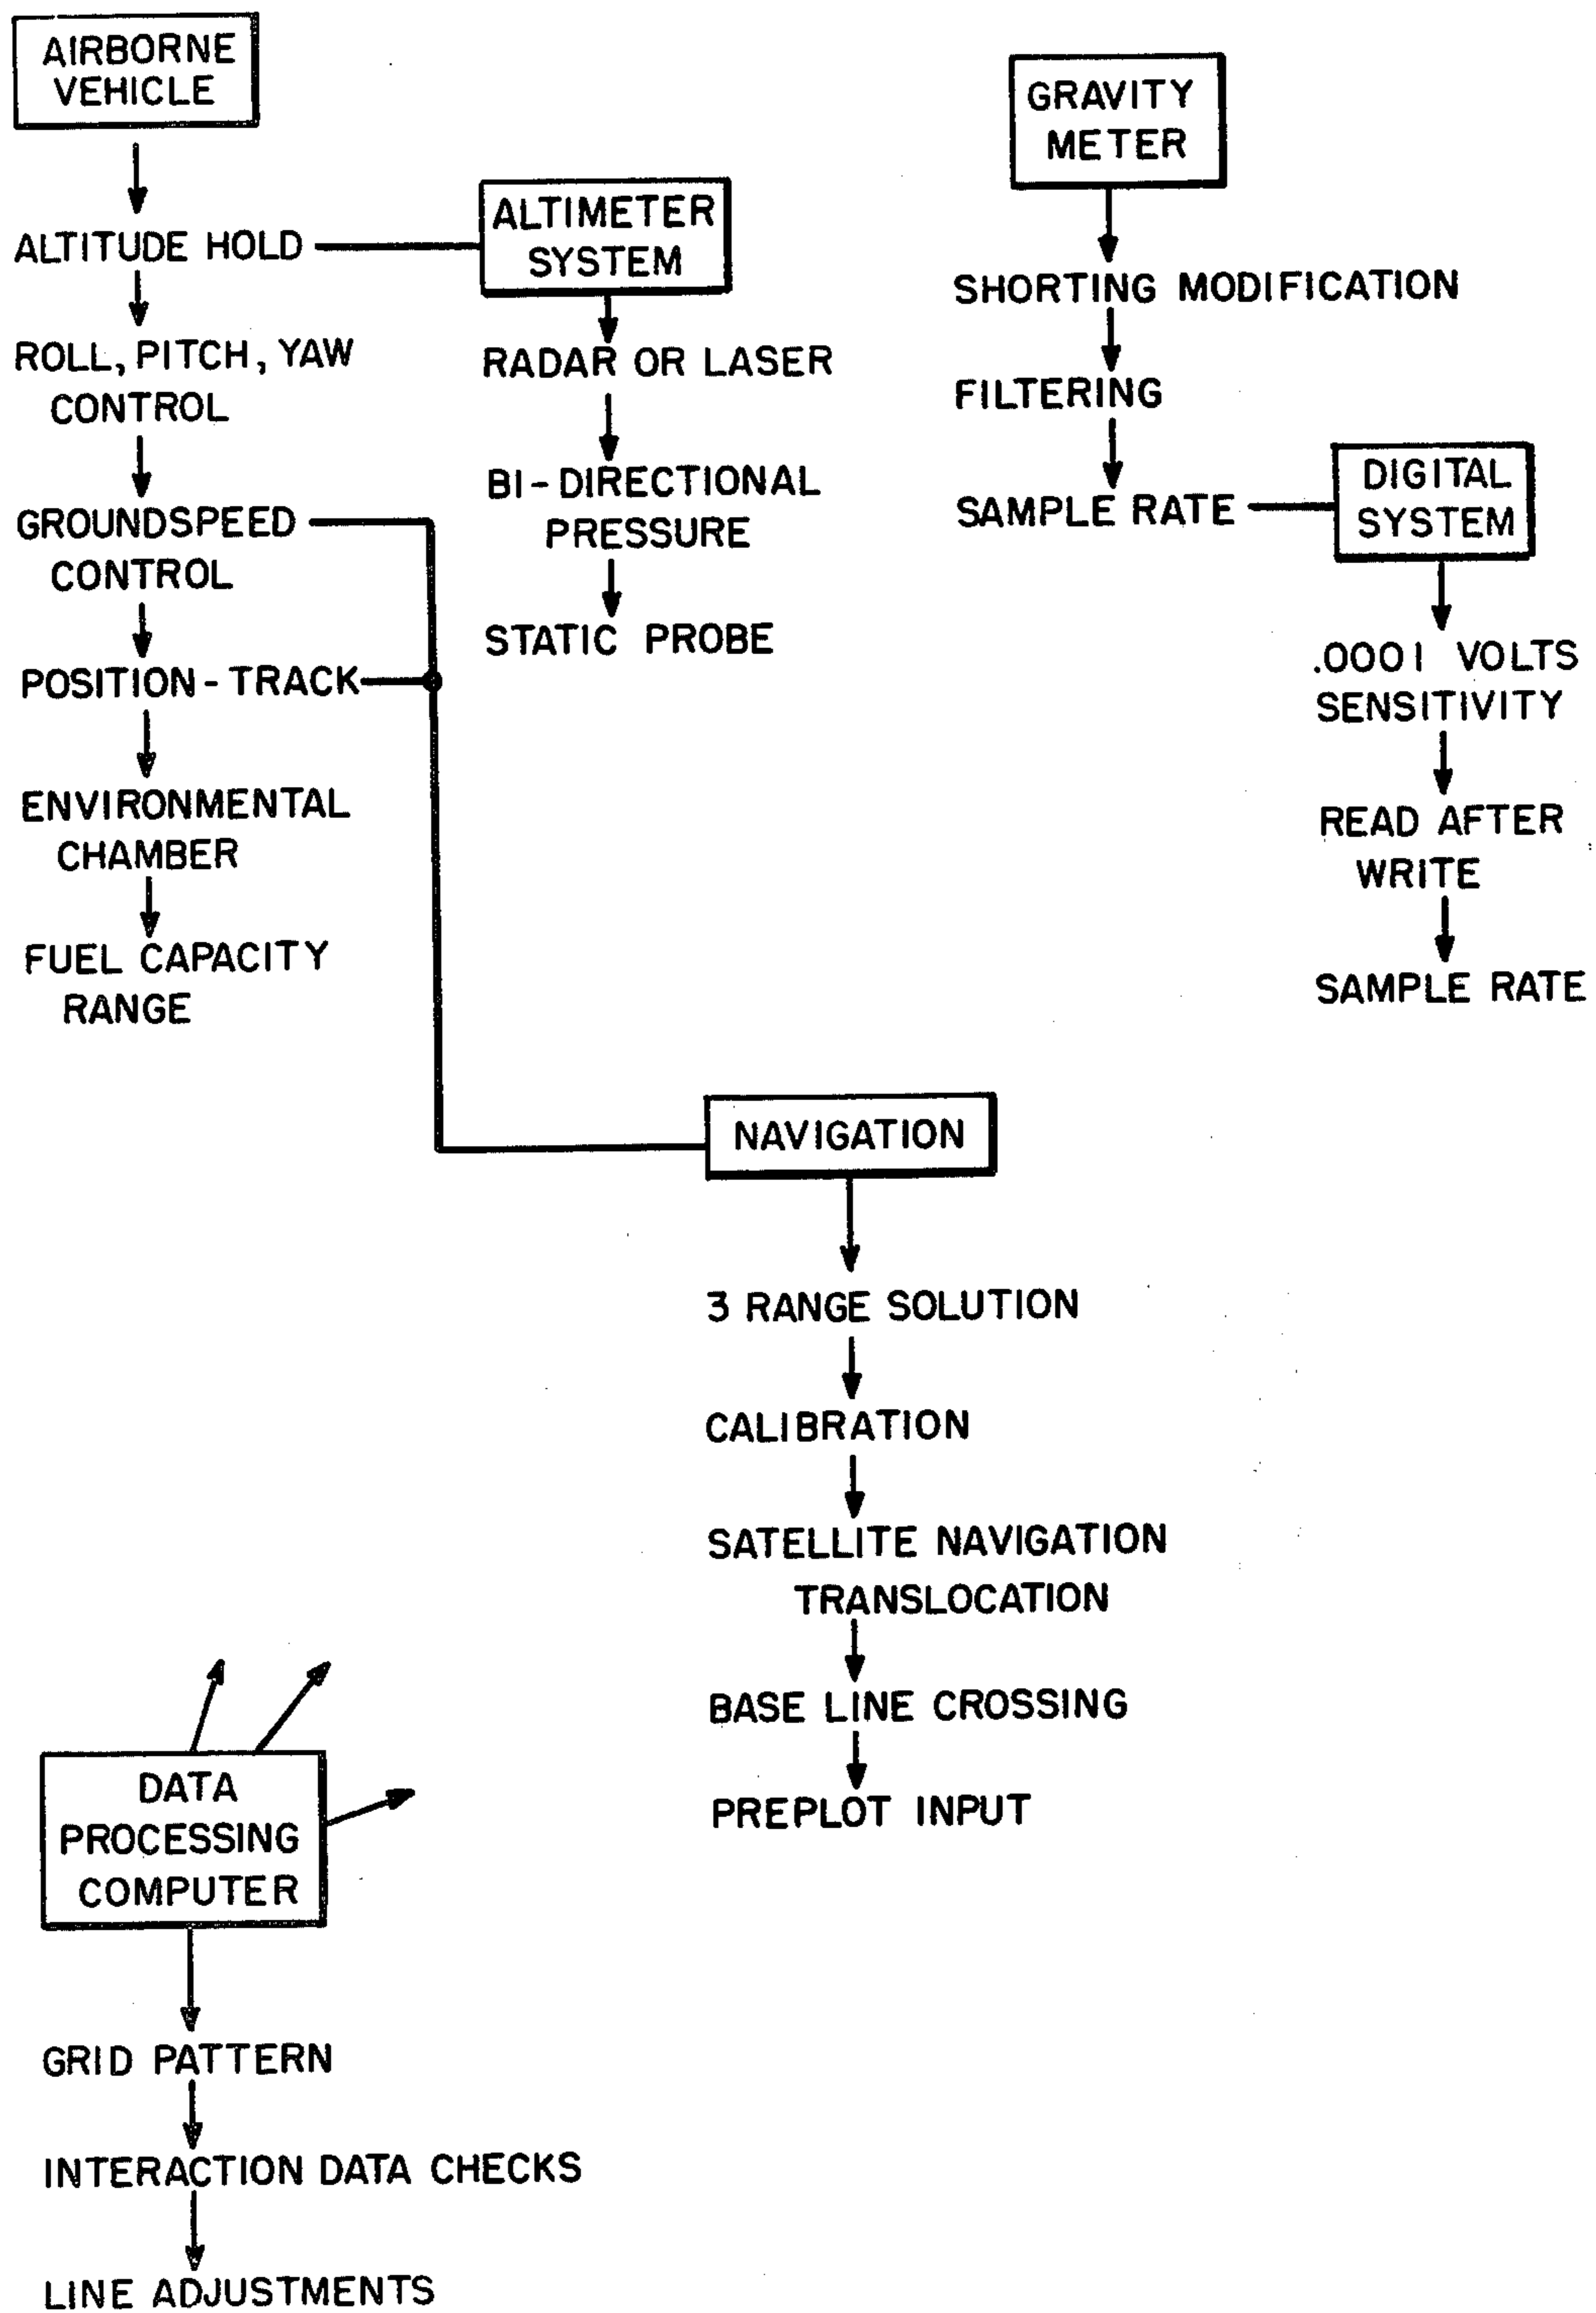 AIRBORNE
VEHICLE
ALTITUDE HOLD
ROLL, PITCH, YAW
CONTROL
GROUNDSPEED
CONTROL
POSITION - TRACK
ENVIRONMENTAL
CHAMBER
FUEL CAPACITY
RANGE
ALTIMETER
SYSTEM
RADAR OR LASER
BI - DIRECTIONAL
PRESSURE
STATIC PROBE
GRAVITY
METER
SHORTING MODIFICATION
FILTERING
SAMPLE RATE
DIGITAL
SYSTEM
.0001 VOLTS
SENSITIVITY
READ AFTER
WRITE
SAMPLE RATE
NAVIGATION
3 RANGE SOLUTION
CALIBRATION
SATELLITE NAVIGATION
TRANSLOCATION
BASE LINE CROSSING
PREPLOT INPUT
DATA
PROCESSING
COMPUTER
GRID PATTERN
INTERACTION DATA CHECKS
LINE ADJUSTMENTS